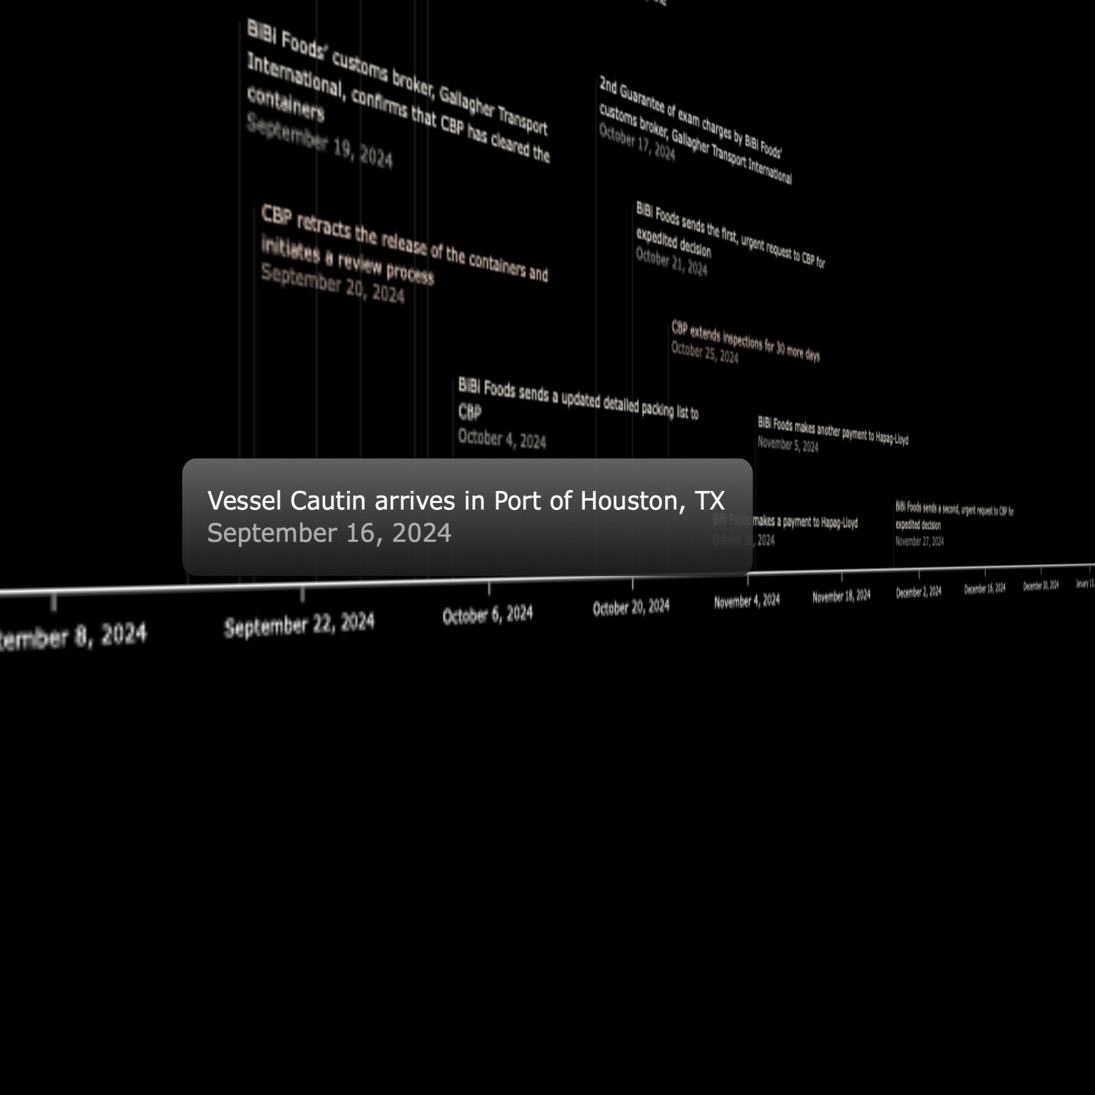 BiBi Foods' customs broker, Gallagher Transport
International, confirms that CBP has cleared the
containers
September 19, 2024
2nd Guarantee of exam charges by BiBi Foods'
customs broker, Gallagher Transport International
October 17, 2024
CBP retracts the release of the containers and
initiates a review process
September 20, 2024
BiBi Foods sends the first, urgent request to CBP for
expedited decision
October 21, 2024
CBP extends inspections for 30 more days
October 25, 2024
BiBi Foods sends a updated detailed packing list to
CBP
October 4, 2024
BiBi Foods makes another payment to Hapag-Lloyd
November 5, 2024
Vessel Cautin arrives in Port of Houston, TX
September 16, 2024
BiBi Foods makes a payment to Hapag-Lloyd
2024
BiBi Foods sends a second, urgent request to CBP for
expedited decision
November 27, 2024
8, 2024
September 22, 2024
October 6, 2024
October 20, 2024
November 4, 2024
November 18, 2024
December 2, 2024
December 16, 2024
December 30, 2024
January